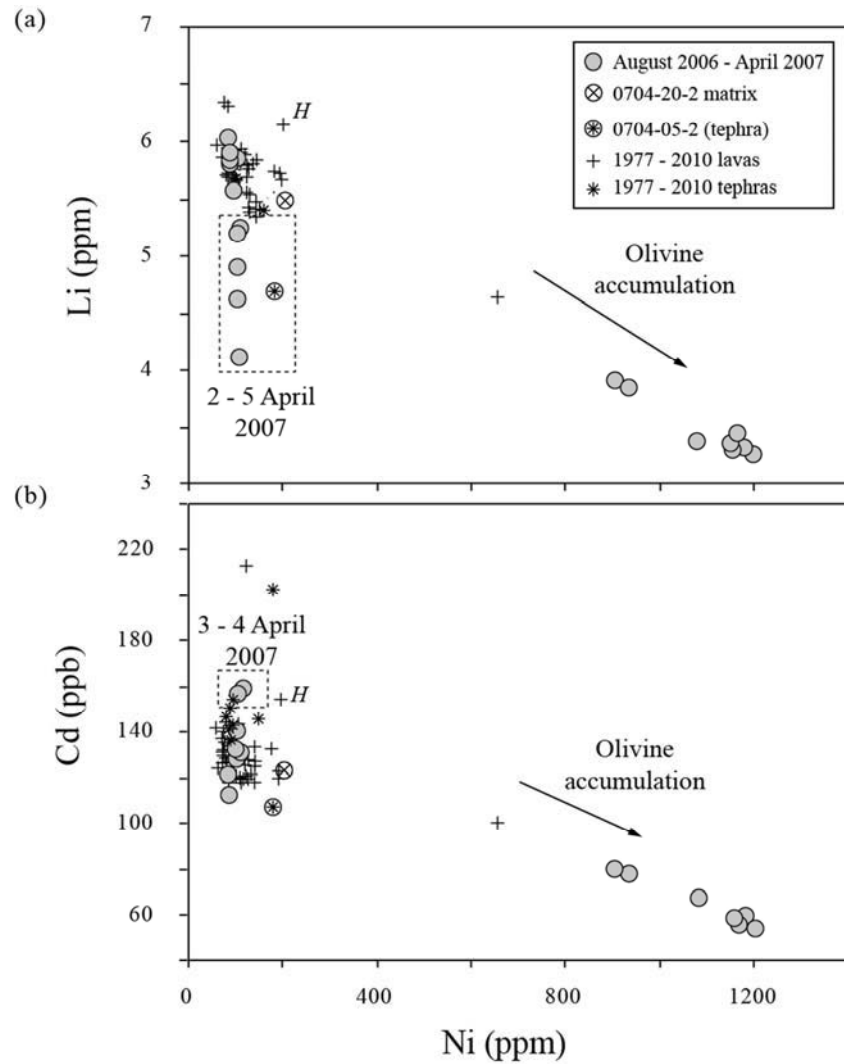 (a)
7
6
5
4
3
Li (ppm)
H
August 2006 - April 2007
0704-20-2 matrix
0704-05-2 (tephra)
1977 - 2010 lavas
1977 - 2010 tephras
Olivine
accumulation
2 - 5 April
2007
(b)
220
180
140
100
60
Cd (ppb)
3 - 4 April
2007
H
Olivine
accumulation
0
400
800
1200
Ni (ppm)